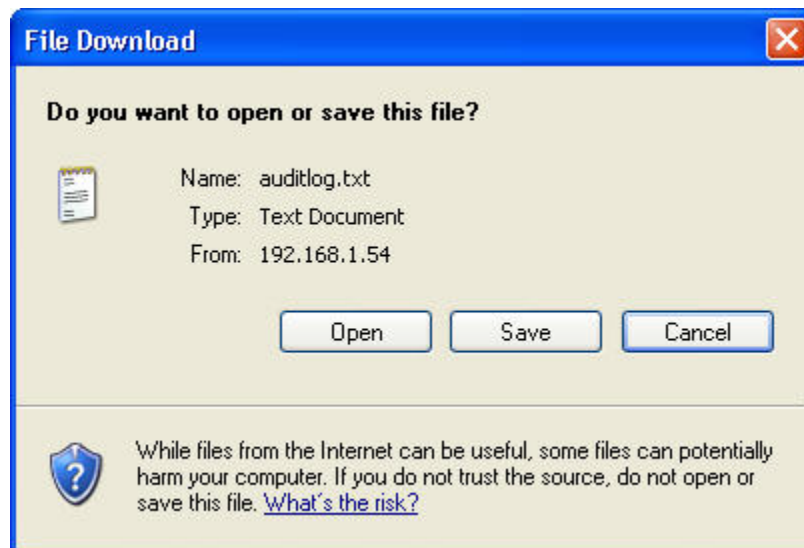 File Download
Do you want to open or save this file?
Name: auditlog.txt
Type: Text Document
From: 192.168.1.54
Open Save Cancel
While files from the Internet can be useful, some files can potentially
harm your computer. If you do not trust the source, do not open or
save this file. What's the risk?